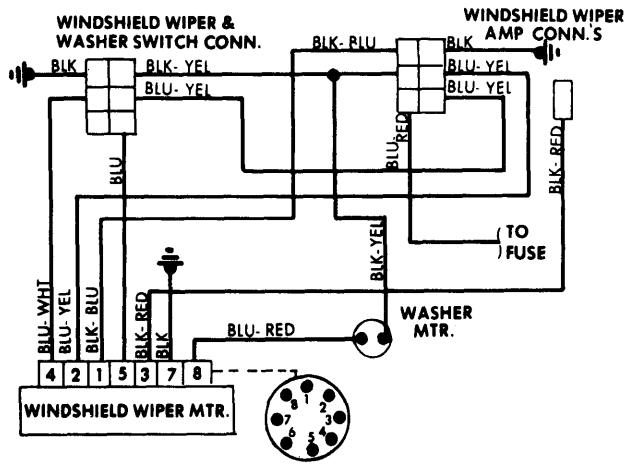 WINDSHIELD WIPER &
WASHER SWITCH CONN.
WINDSHIELD WIPER
AMP CONN.'S
BLK
BLK- YEL
BLU- YEL
BLK- BLU
BLK
BLU- YEL
BLU- YEL
BLU
BLU-
RED
BLK- RED
TO
FUSE
BLU- WHT
BLU- YEL
BLK- BLU
BLK- RED
BLK
BLU- RED
BLK-YEL
WASHER
MTR.
4 2 1 5 3 7 8
WINDSHIELD WIPER MTR.
1
2
3
4
5
6
7
8